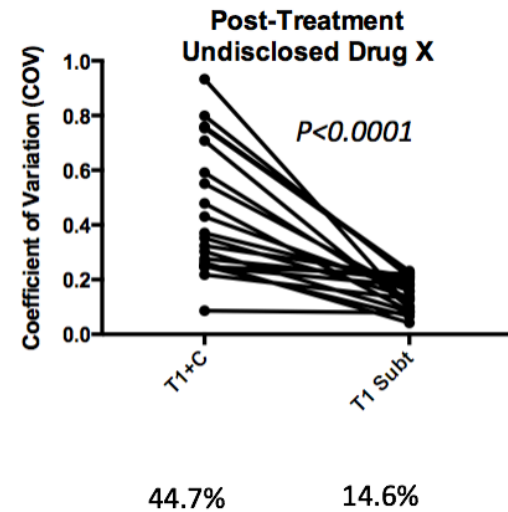 Post-Treatment
Undisclosed Drug X
Coefficient of Variation (COV)
1.0
0.8
0.6
0.4
0.2
0.0
P<0.0001
T1+C
T1 Subt
44.7%
14.6%